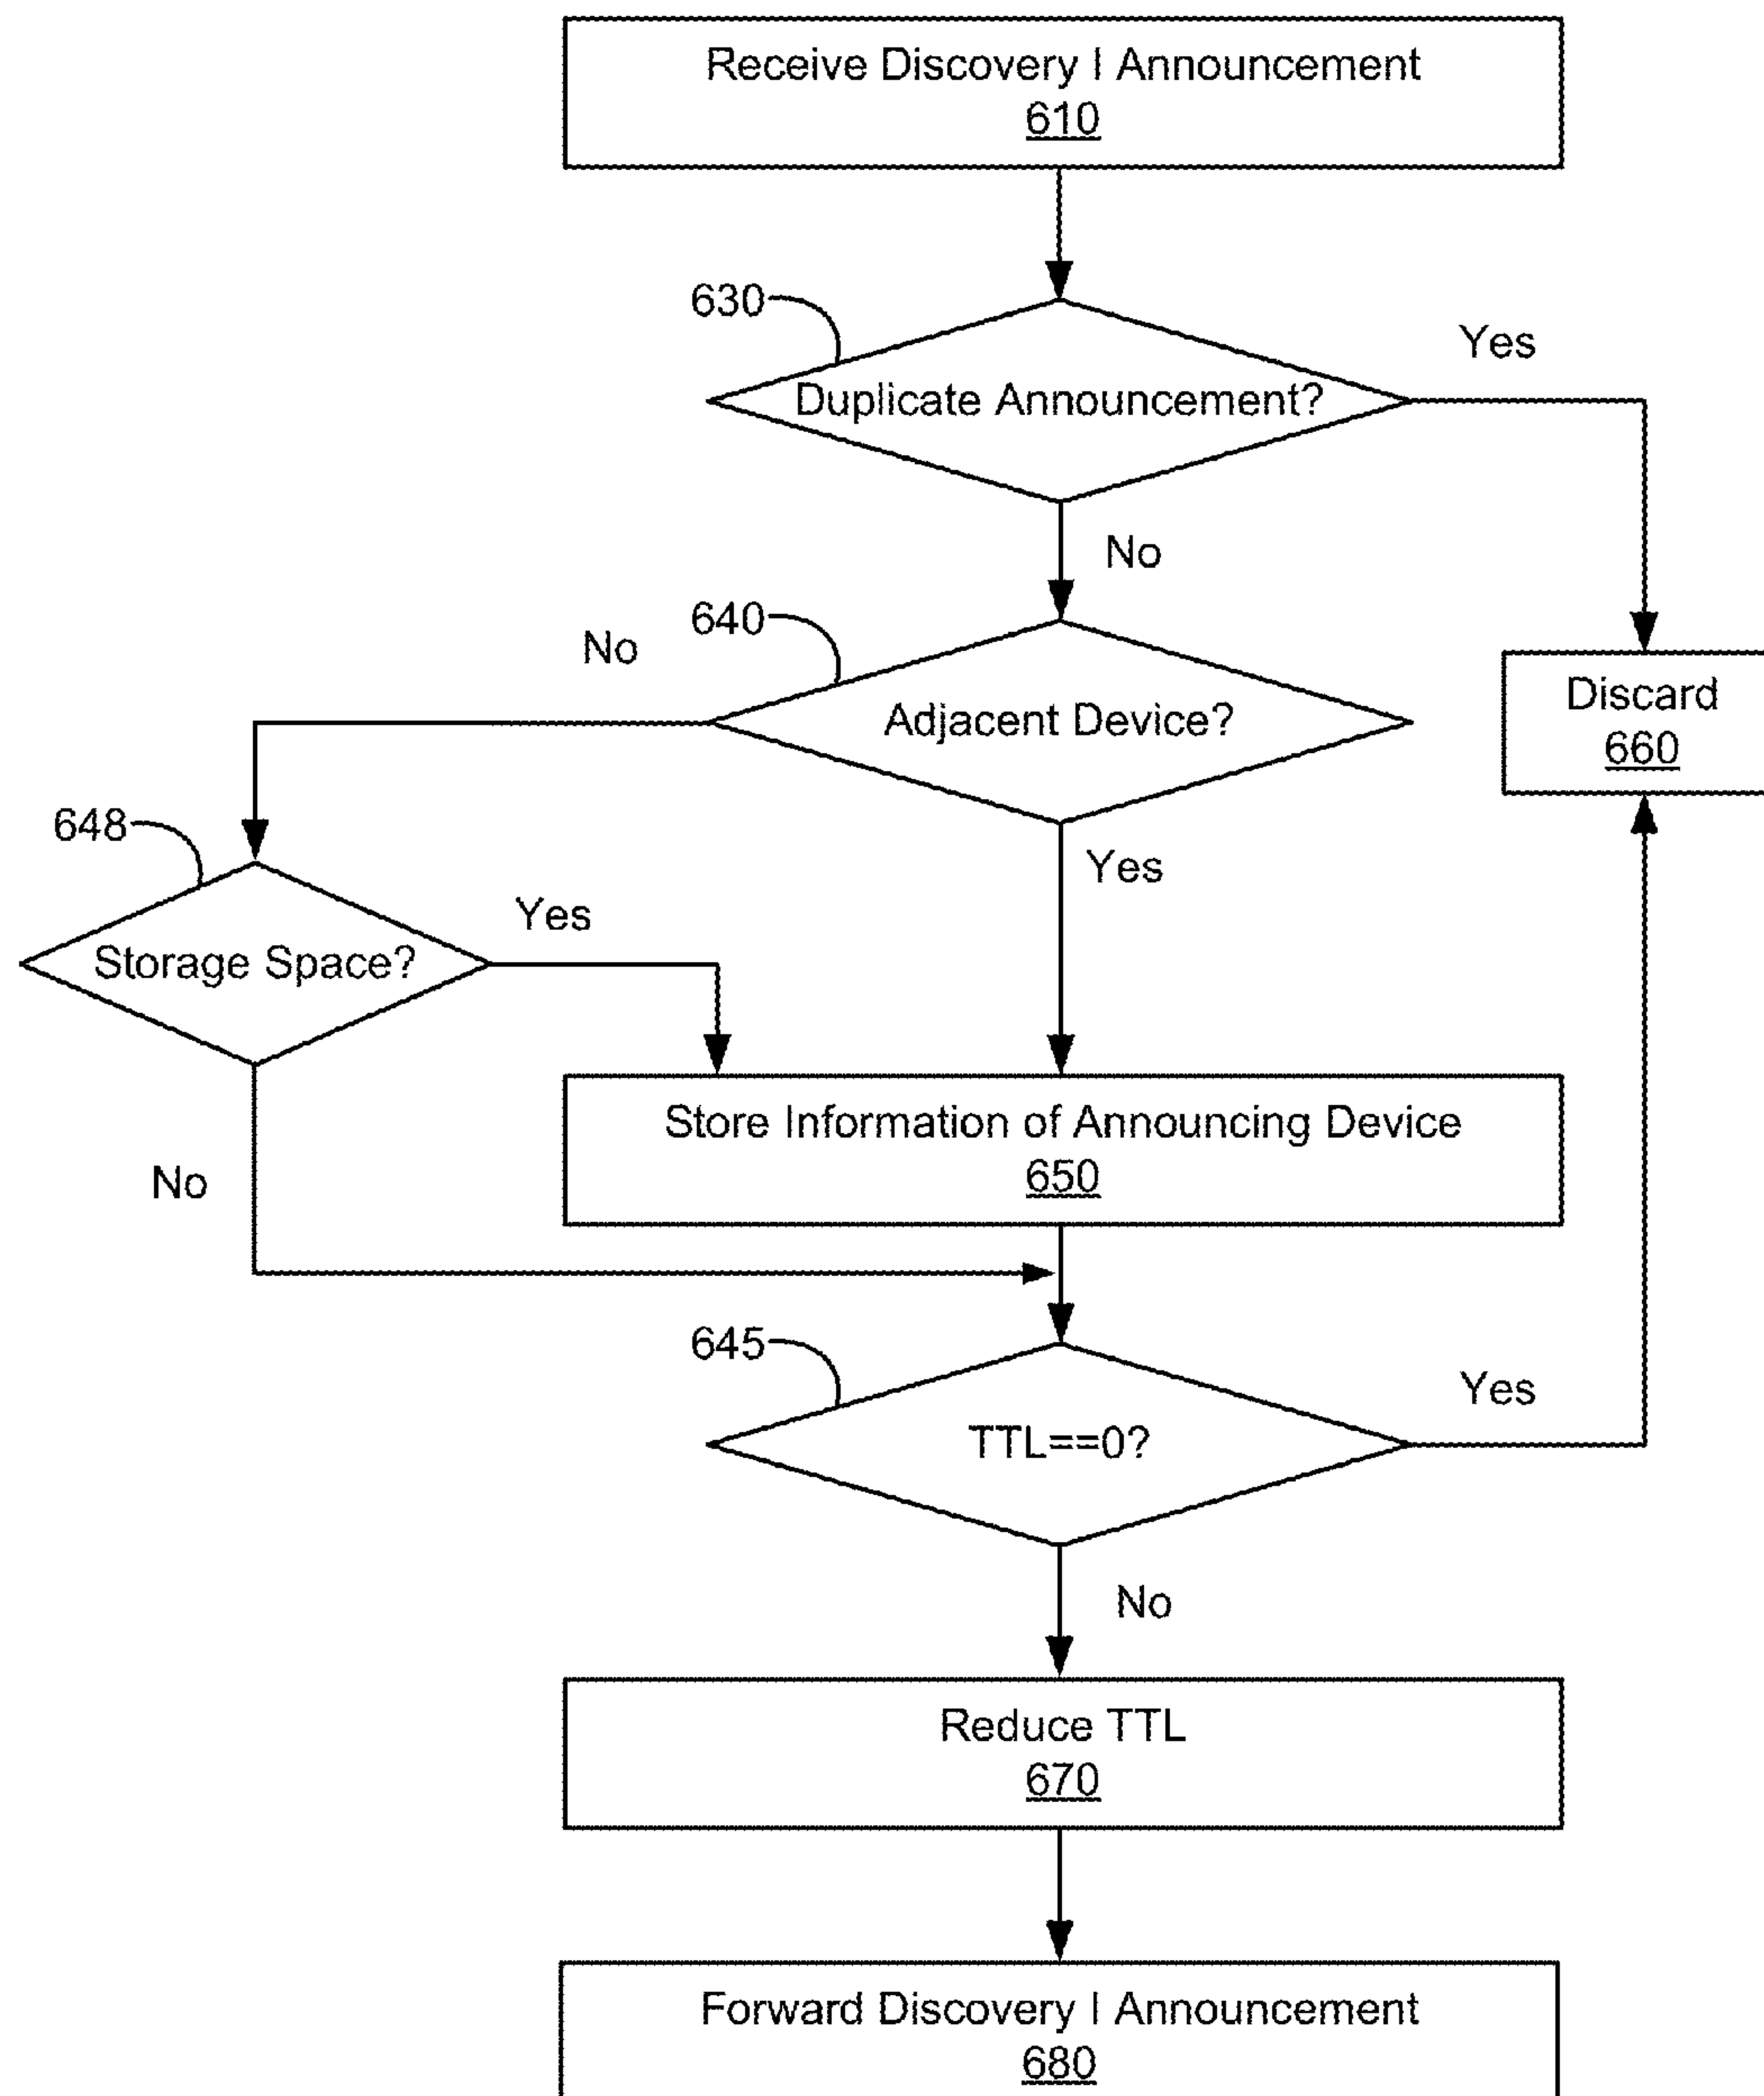 Receive Discovery I Announcement
610
630
Yes
Duplicate Announcement?
No
640
No
Adjacent Device?
Discard
660
648
Yes
Yes
Storage Space?
Store Information of Announcing Device
650
No
645
Yes
TTL==0?
No
Reduce TTL
670
Forward Discovery I Announcement
680